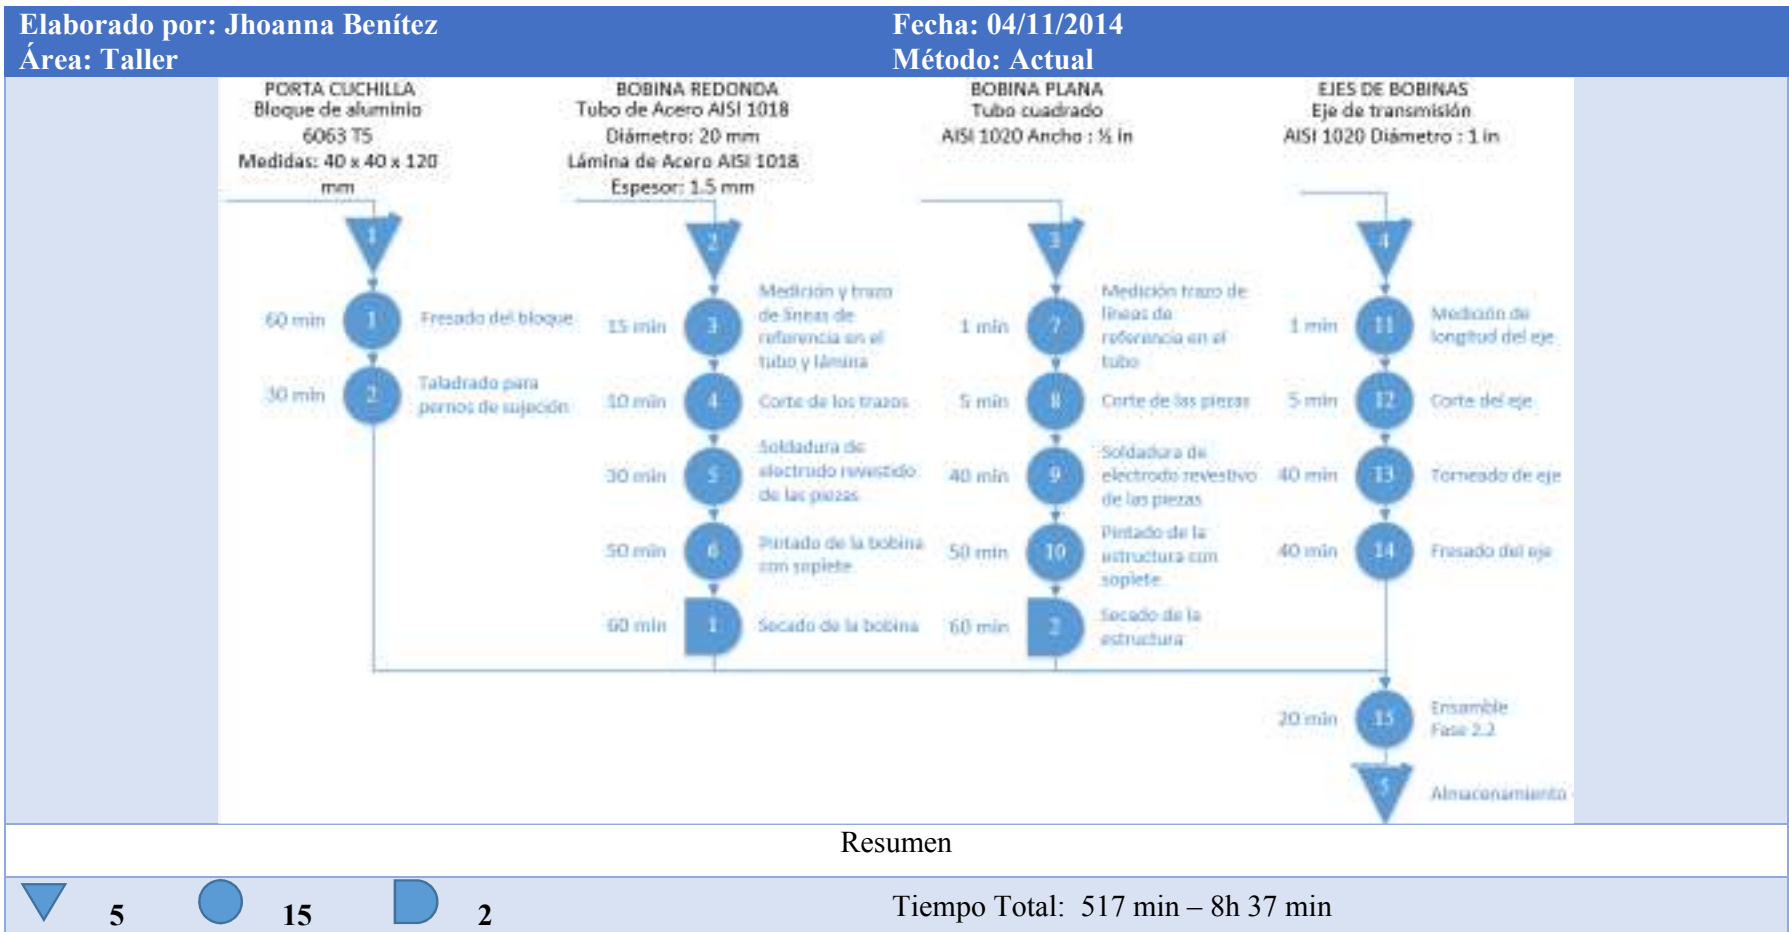 Elaborado por: Jhoanna Benítez
Fecha: 04/11/2014
Área: Taller
Método: Actual
PORTA CUCHILLA
Bloque de aluminio
6063 T5
Medidas: 40 x 40 x 120
mm
BOBINA REDONDA
Tubo de Acero AISI 1018
Diámetro: 20 mm
Lámina de Acero AISI 1018
Espesor: 1.5 mm
BOBINA PLANA
Tubo cuadrado
AISI 1020 Ancho : ½ in
EJES DE BOBINAS
Eje de transmisión
AISI 1020 Diámetro : 1 in
1
60 min
1
Fresado del bloque
30 min
2
Taladrado para
pernos de sujeción
2
15 min
3
Medición y trazo
de líneas de
referencia en el
tubo y lámina
10 min
4
Corte de los trazos
30 min
5
Soldadura de
electrodo revestido
de las piezas
50 min
6
Pintado de la bobina
con soplete
60 min
1
Secado de la bobina
3
1 min
7
Medición trazo de
líneas de
referencia en el
tubo
5 min
8
Corte de las piezas
40 min
9
Soldadura de
electrodo revestivo
de las piezas
50 min
10
Pintado de la
estructura con
soplete
60 min
2
Secado de la
estructura
4
1 min
11
Medición de
longitud del eje
5 min
12
Corte del eje
40 min
13
Torneado de eje
40 min
14
Fresado del eje
20 min
15
Ensamble
Fase 2.2
5
Almacenamiento
Resumen
5
15
2
Tiempo Total: 517 min – 8h 37 min